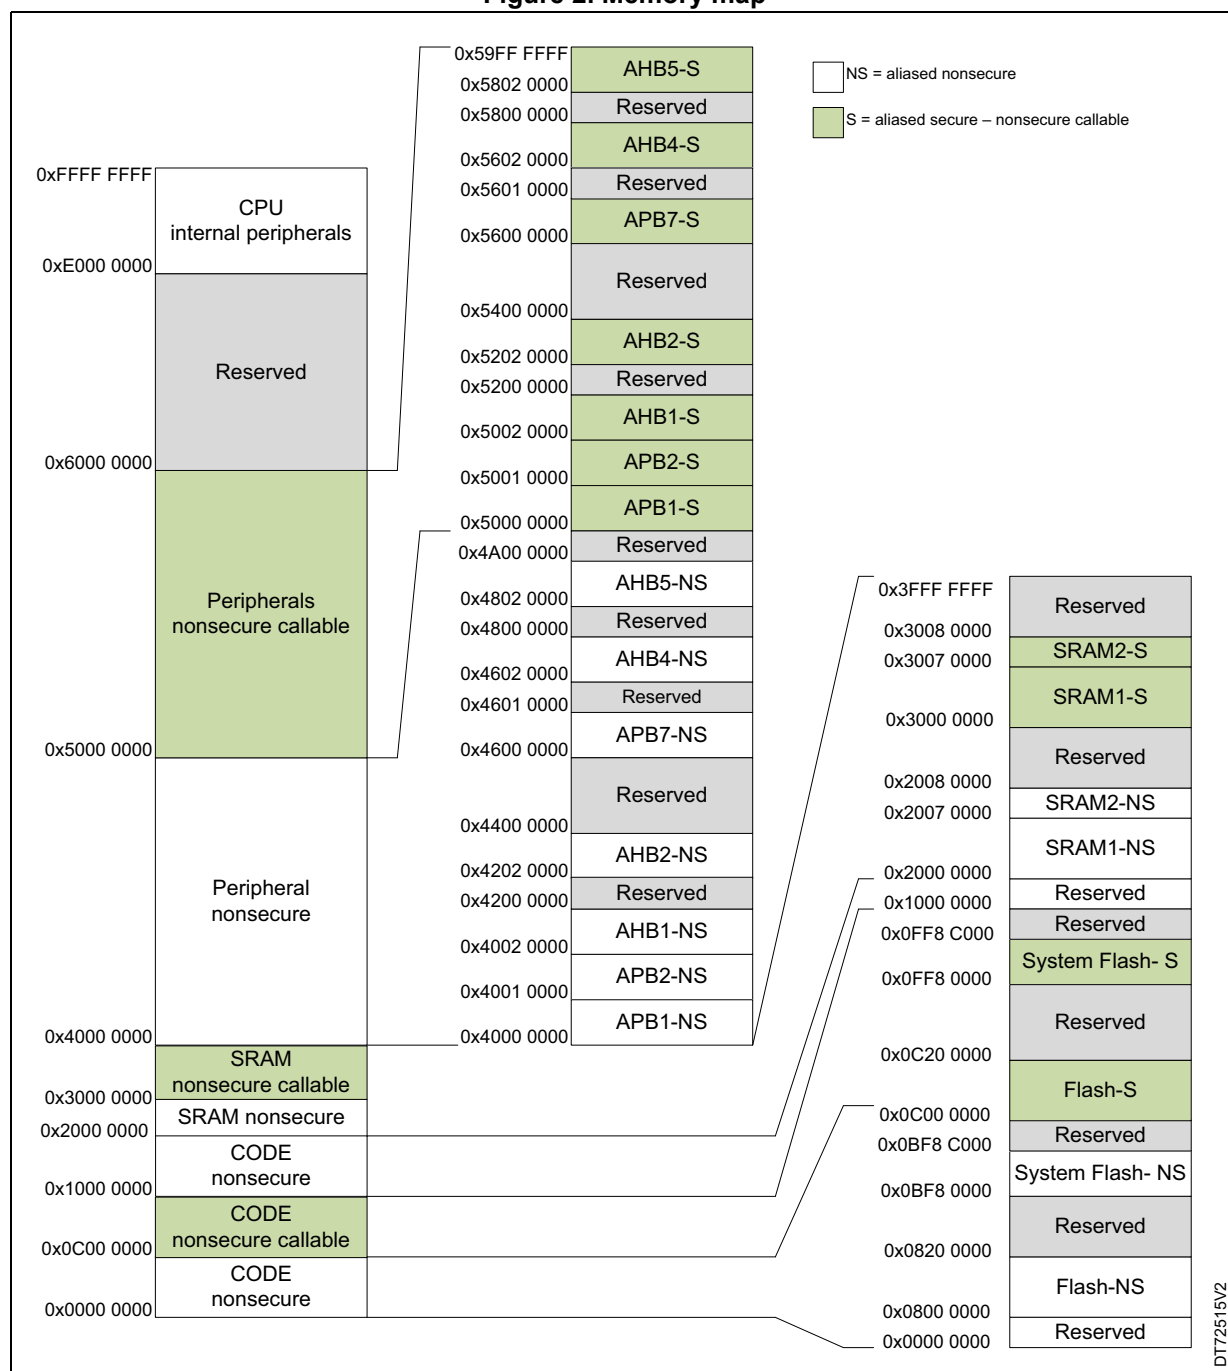 Figure 2. Memory map
NS = aliased nonsecure
S = aliased secure – nonsecure callable
0xFFFF FFFF
CPU
internal peripherals
0xE000 0000
Reserved
0x6000 0000
Peripherals
nonsecure callable
0x5000 0000
Peripheral
nonsecure
0x4000 0000
SRAM
nonsecure callable
0x3000 0000
SRAM nonsecure
0x2000 0000
CODE
nonsecure
0x1000 0000
CODE
nonsecure callable
0x0C00 0000
CODE
nonsecure
0x0000 0000
0x59FF FFFF
AHB5-S
0x5802 0000
Reserved
0x5800 0000
AHB4-S
0x5602 0000
Reserved
0x5601 0000
APB7-S
0x5600 0000
Reserved
0x5400 0000
AHB2-S
0x5202 0000
Reserved
0x5200 0000
AHB1-S
0x5002 0000
APB2-S
0x5001 0000
APB1-S
0x5000 0000
Reserved
0x4A00 0000
AHB5-NS
0x4802 0000
Reserved
0x4800 0000
AHB4-NS
0x4602 0000
Reserved
0x4601 0000
APB7-NS
0x4600 0000
Reserved
0x4400 0000
AHB2-NS
0x4202 0000
Reserved
0x4200 0000
AHB1-NS
0x4002 0000
APB2-NS
0x4001 0000
APB1-NS
0x4000 0000
0x3FFF FFFF
Reserved
0x3008 0000
SRAM2-S
0x3007 0000
SRAM1-S
0x3000 0000
Reserved
0x2008 0000
SRAM2-NS
0x2007 0000
SRAM1-NS
0x2000 0000
Reserved
0x1000 0000
Reserved
0x0FF8 C000
System Flash- S
0x0FF8 0000
Reserved
0x0C20 0000
Flash-S
0x0C00 0000
Reserved
0x0BF8 C000
System Flash- NS
0x0BF8 0000
Reserved
0x0820 0000
Flash-NS
0x0800 0000
Reserved
0x0000 0000
DT72515V2